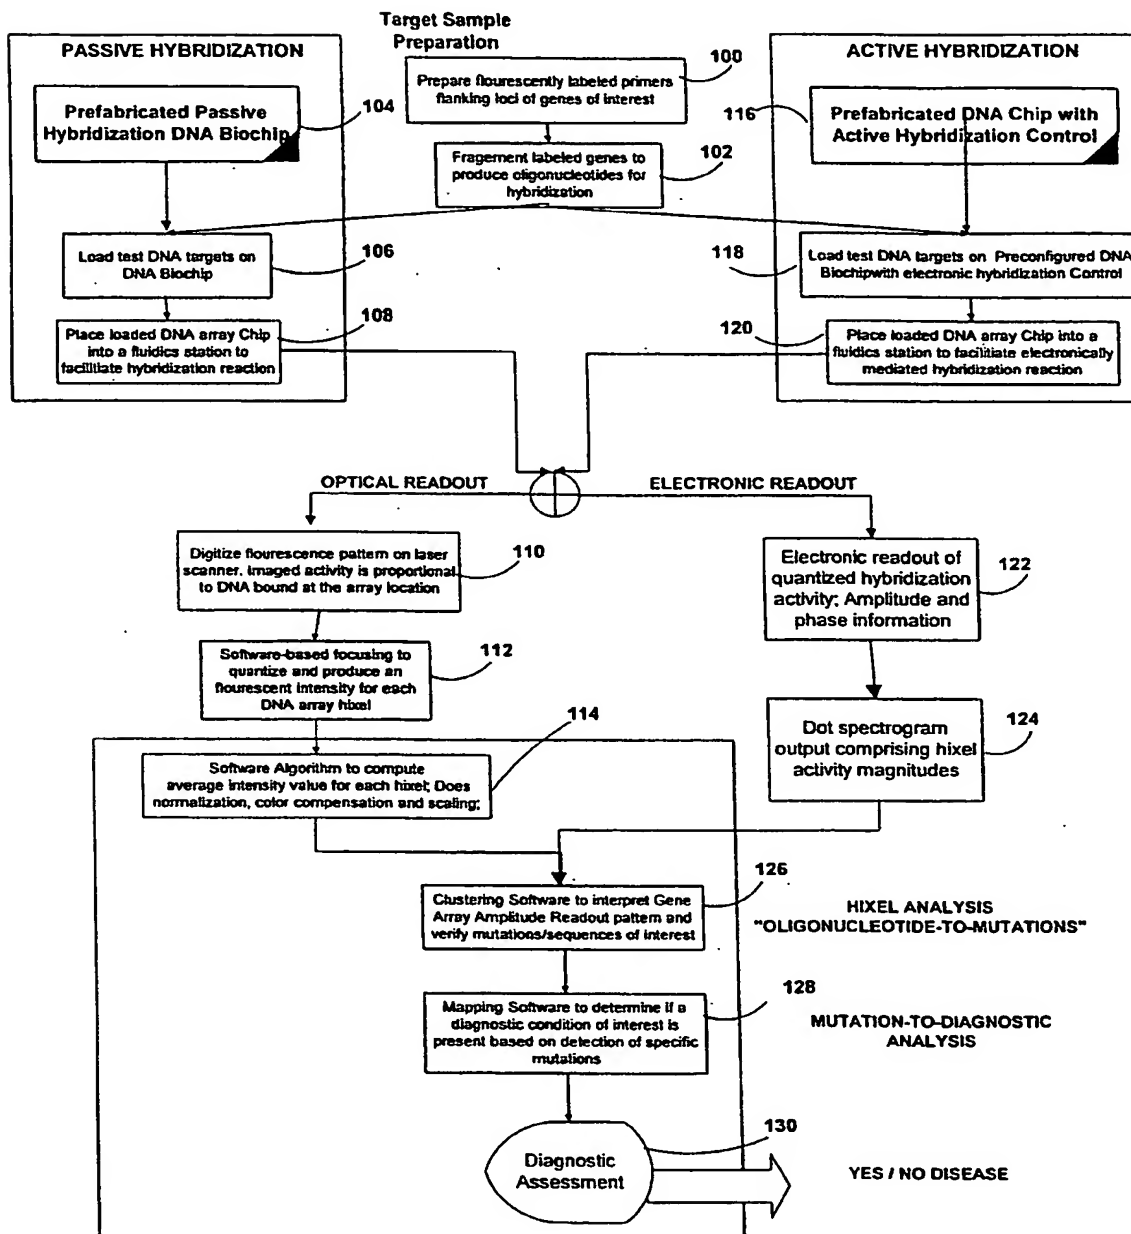 Target Sample
Preparation
PASSIVE HYBRIDIZATION
ACTIVE HYBRIDIZATION
100
Prepare flourescently labeled primers
flanking loci of genes of interest
104
Prefabricated Passive
Hybridization DNA Biochip
116
Prefabricated DNA Chip with
Active Hybridization Control
102
Fragement labeled genes to
produce oligonucleotides for
hybridization
Load test DNA targets on
DNA Biochip
106
118
Load test DNA targets on Preconfigured DNA
Biochipwith electronic hybridization Control
108
Place loaded DNA array Chip
into a fluidics station to
facilitiate hybridization reaction
120
Place loaded DNA array Chip into a
fluidics station to facilitiate electronically
mediated hybridization reaction
OPTICAL READOUT
ELECTRONIC READOUT
Digitize flourescence pattern on laser
scanner. Imaged activity is proportional
to DNA bound at the array location
110
Electronic readout of
quantized hybridization
activity; Amplitude and
phase information
122
Software-based focusing to
quantize and produce an
flourescent intensity for each
DNA array hixel
112
114
Software Algorithm to compute
average intensity value for each hixel; Does
normalization, color compensation and scaling;
Dot spectrogram
output comprising hixel
activity magnitudes
124
126
Clustering Software to interpret Gene
Array Amplitude Readout pattern and
verify mutations/sequences of interest
HIXEL ANALYSIS
"OLIGONUCLEOTIDE-TO-MUTATIONS"
128
Mapping Software to determine if a
diagnostic condition of interest is
present based on detection of specific
mutations
MUTATION-TO-DIAGNOSTIC
ANALYSIS
130
Diagnostic
Assessment
YES / NO DISEASE